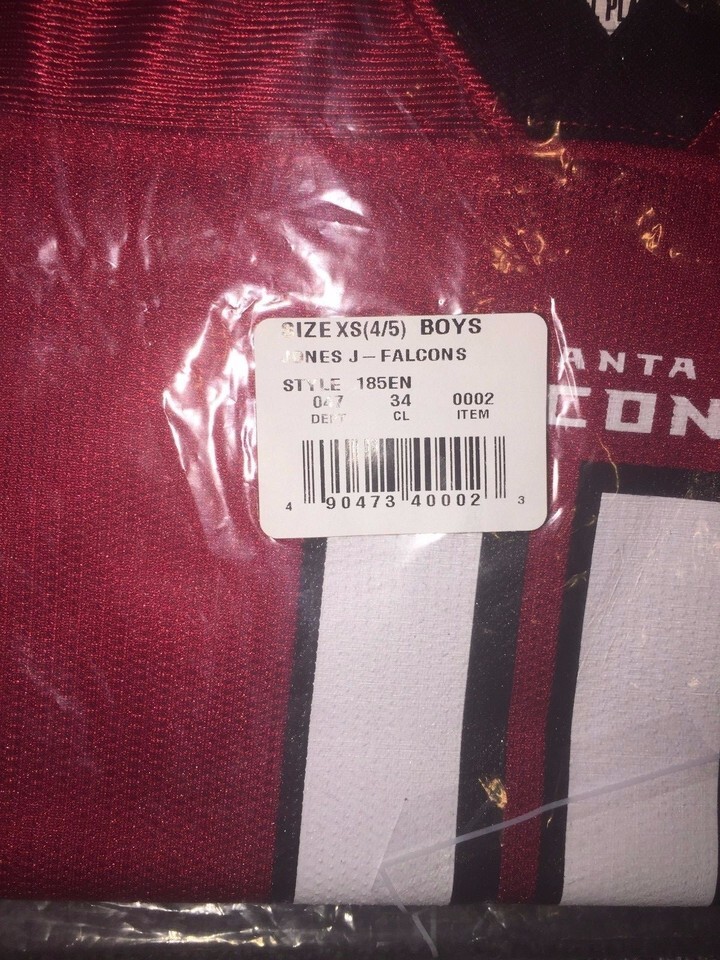 SIZE XS(4/5) BOYS
JONES J - FALCONS
STYLE 185EN
047 34 0002
DEPT CL ITEM
4 90473 40002 3
ANTA
CON